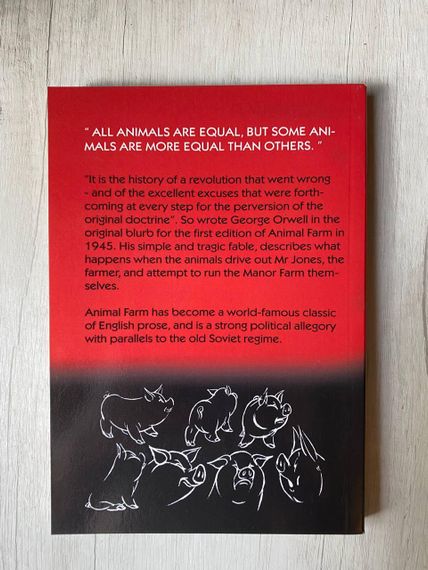 “ ALL ANIMALS ARE EQUAL, BUT SOME ANI-
MALS ARE MORE EQUAL THAN OTHERS. ”
“It is the history of a revolution that went wrong
- and of the excellent excuses that were forth-
coming at every step for the perversion of the
original doctrine”. So wrote George Orwell in the
original blurb for the first edition of Animal Farm in
1945. His simple and tragic fable, describes what
happens when the animals drive out Mr Jones, the
farmer, and attempt to run the Manor Farm them-
selves.
Animal Farm has become a world-famous classic
of English prose, and is a strong political allegory
with parallels to the old Soviet regime.